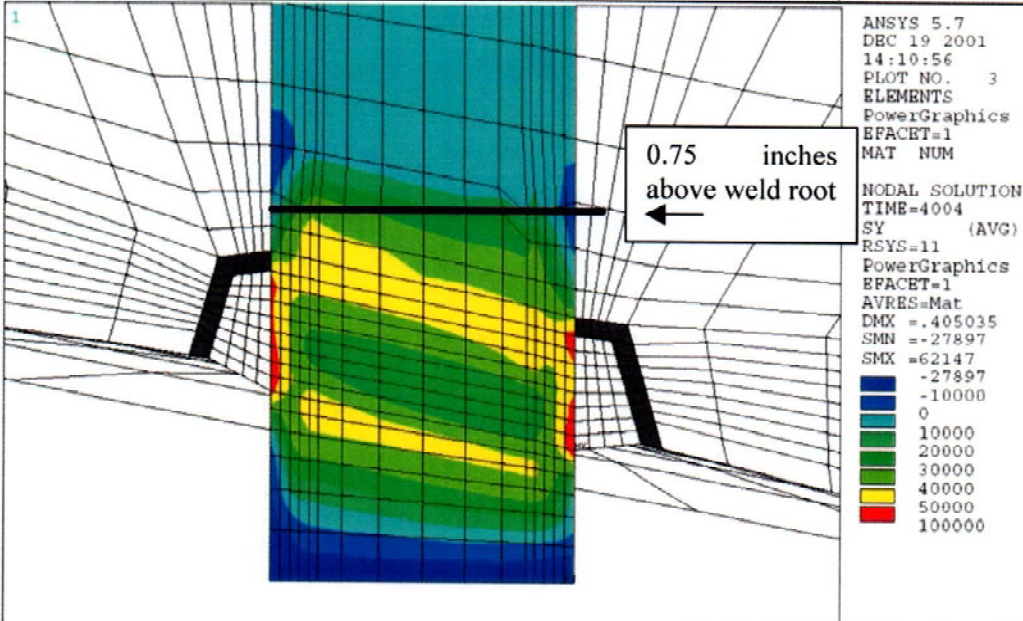 1
ANSYS 5.7
DEC 19 2001
14:10:56
PLOT NO. 3
ELEMENTS
PowerGraphics
EFACET=1
MAT NUM
NODAL SOLUTION
TIME=4004
SY (AVG)
RSYS=11
PowerGraphics
EFACET=1
AVRES=Mat
DMX =.405035
SMN =-27897
SMX =62147
-27897
-10000
0
10000
20000
30000
40000
50000
100000
0.75 inches
above weld root